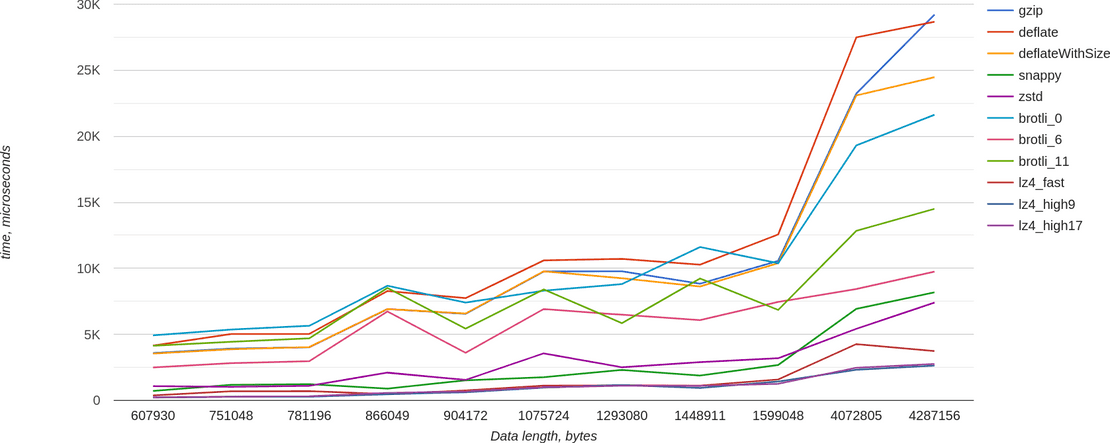 30K
25K
20K
15K
10K
5K
0
time, microseconds
607930 751048 781196 866049 904172 1075724 1293080 1448911 1599048 4072805 4287156
Data length, bytes
gzip
deflate
deflateWithSize
snappy
zstd
brotli_0
brotli_6
brotli_11
lz4_fast
lz4_high9
lz4_high17